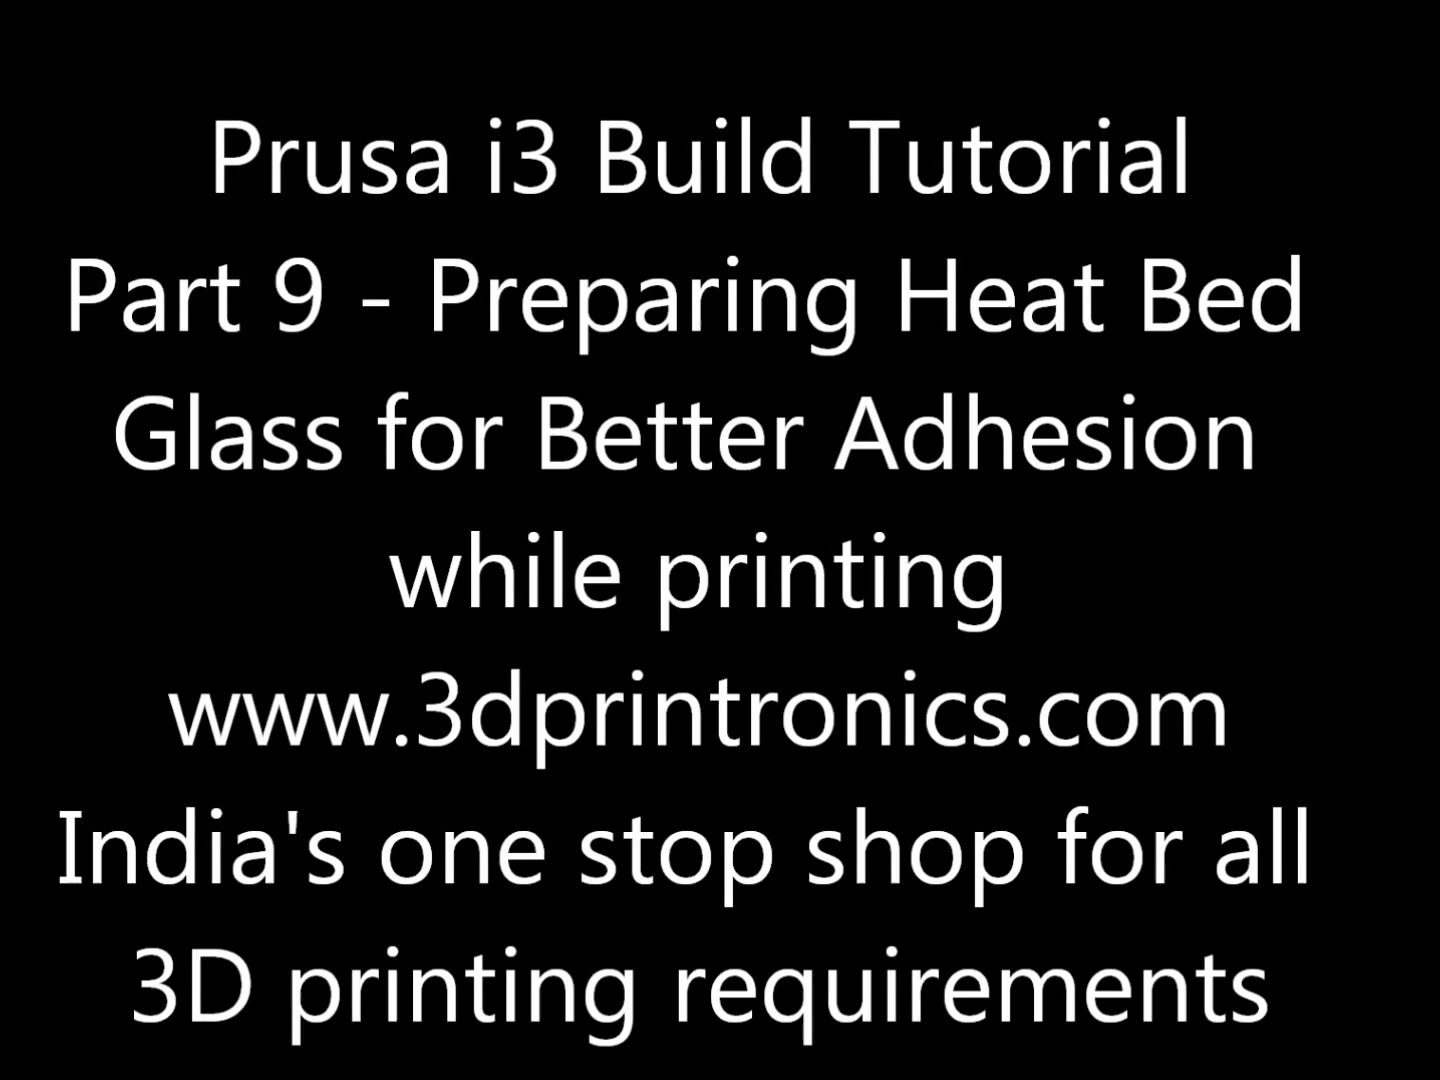 Prusa i3 Build Tutorial
Part 9 - Preparing Heat Bed
Glass for Better Adhesion
while printing
www.3dprintronics.com
India's one stop shop for all
3D printing requirements